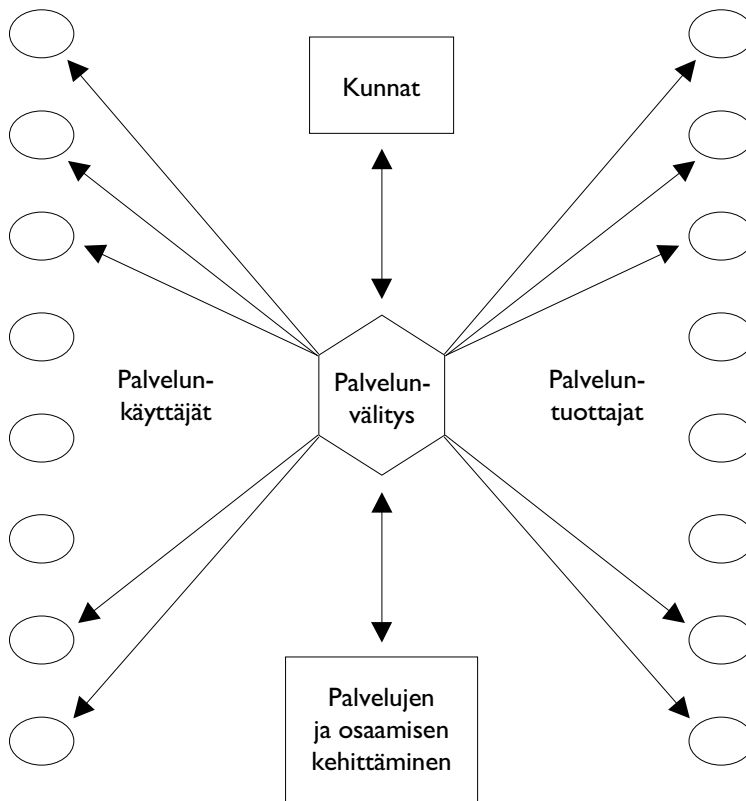 Kunnat
Palvelun-
käyttäjät
Palvelun-
välitys
Palvelun-
tuottajat
Palvelujen
ja osaamisen
kehittäminen